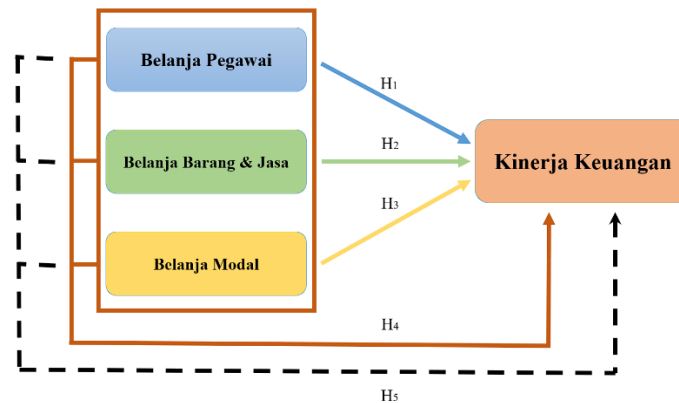 Belanja Pegawai
H₁
Belanja Barang & Jasa
H₂
Kinerja Keuangan
H₃
Belanja Modal
H₄
H₅